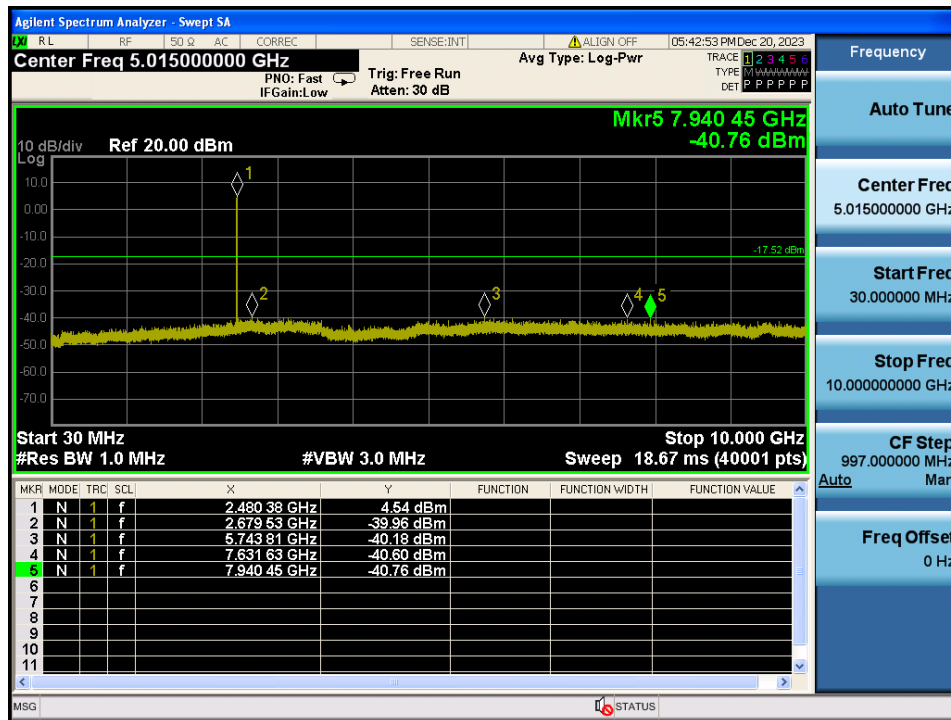 Agilent Spectrum Analyzer - Swept SA
LXI RL RF 50 Ω AC CORREC SENSE:INT ALIGN OFF 05:42:53 PM Dec 20, 2023
Center Freq 5.015000000 GHz
PNO: Fast
IFGain:Low
Trig: Free Run
Atten: 30 dB
Avg Type: Log-Pwr
TRACE 1 2 3 4 5 6
TYPE MWWWWW
DET P P P P P P
Mkr5 7.940 45 GHz
-40.76 dBm
10 dB/div Ref 20.00 dBm
Log
10.0
0.00
-10.0
-20.0
-30.0
-40.0
-50.0
-60.0
-70.0
1
2
3
4
5
-17.52 dBm
Start 30 MHz Stop 10.000 GHz
#Res BW 1.0 MHz #VBW 3.0 MHz Sweep 18.67 ms (40001 pts)
MKR MODE TRC SCL X Y FUNCTION FUNCTION WIDTH FUNCTION VALUE
1 N 1 f 2.480 38 GHz 4.54 dBm
2 N 1 f 2.679 53 GHz -39.96 dBm
3 N 1 f 5.743 81 GHz -40.18 dBm
4 N 1 f 7.631 63 GHz -40.60 dBm
5 N 1 f 7.940 45 GHz -40.76 dBm
6
7
8
9
10
11
MSG STATUS
Frequency
Auto Tune
Center Freq
5.015000000 GHz
Start Freq
30.000000 MHz
Stop Freq
10.000000000 GHz
CF Step
997.000000 MHz
Auto Man
Freq Offset
0 Hz